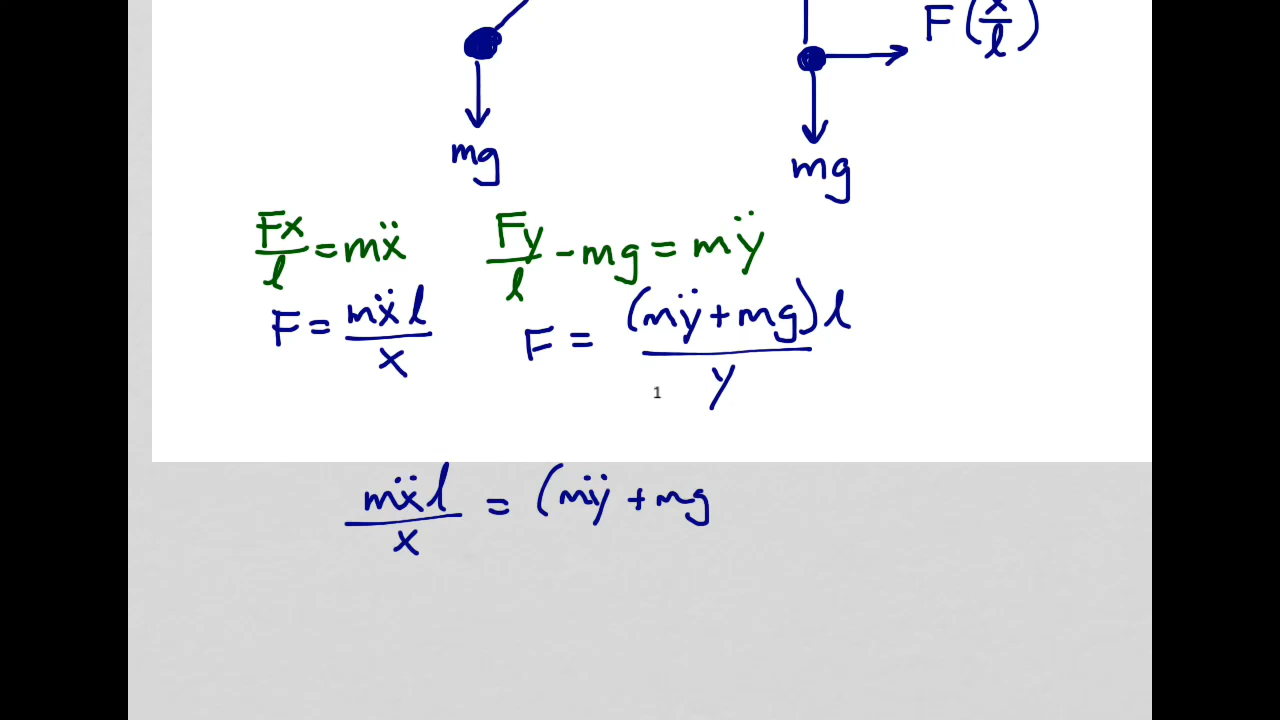 F(x/l)
mg
mg
Fx/l = mẍ
Fy/l - mg = mÿ
F = mẍl/x
F = (mÿ + mg)l/y
1
mẍl/x = (mÿ + mg